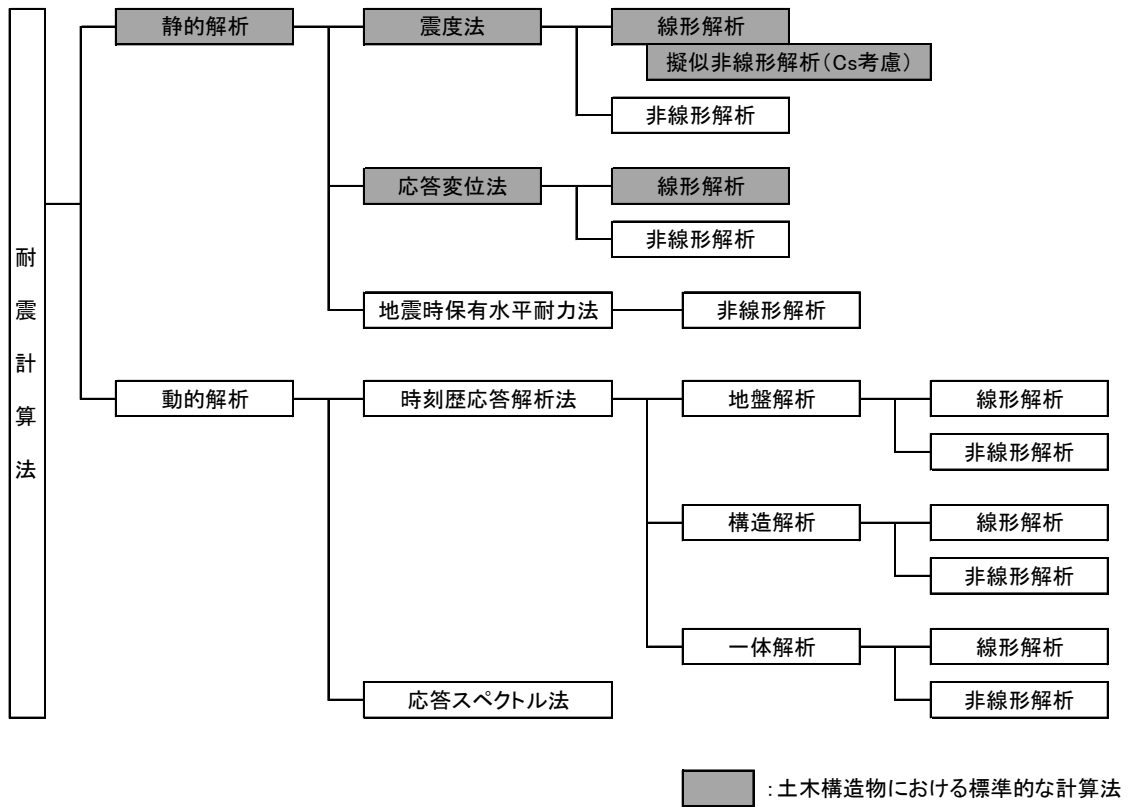 耐震計算法
静的解析
震度法
線形解析
擬似非線形解析(Cs考慮)
非線形解析
応答変位法
線形解析
非線形解析
地震時保有水平耐力法
非線形解析
動的解析
時刻歴応答解析法
地盤解析
線形解析
非線形解析
構造解析
線形解析
非線形解析
一体解析
線形解析
非線形解析
応答スペクトル法
:土木構造物における標準的な計算法